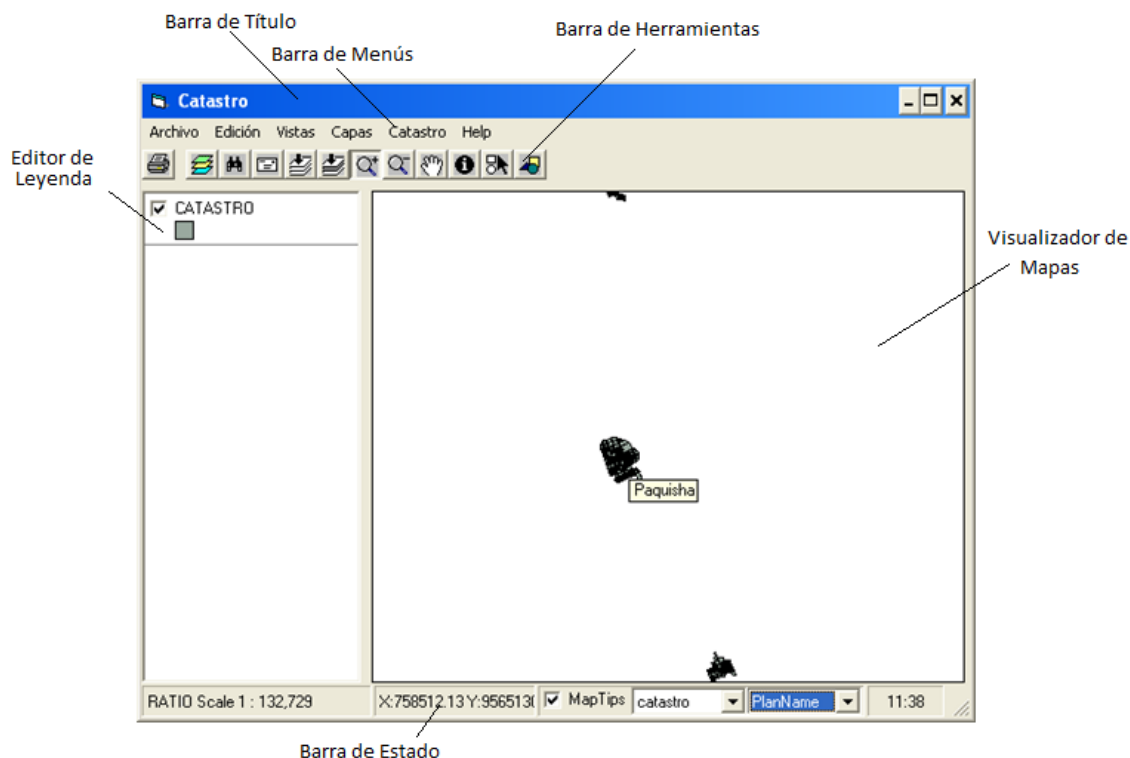 Barra de Título
Barra de Menús
Barra de Herramientas
Catastro
Archivo Edición Vistas Capas Catastro Help
Editor de
Leyenda
CATASTRO
Visualizador de
Mapas
Paquisha
RATIO Scale 1 : 132,729
X:758512.13 Y:956513(
MapTips
catastro
PlanName
11:38
Barra de Estado